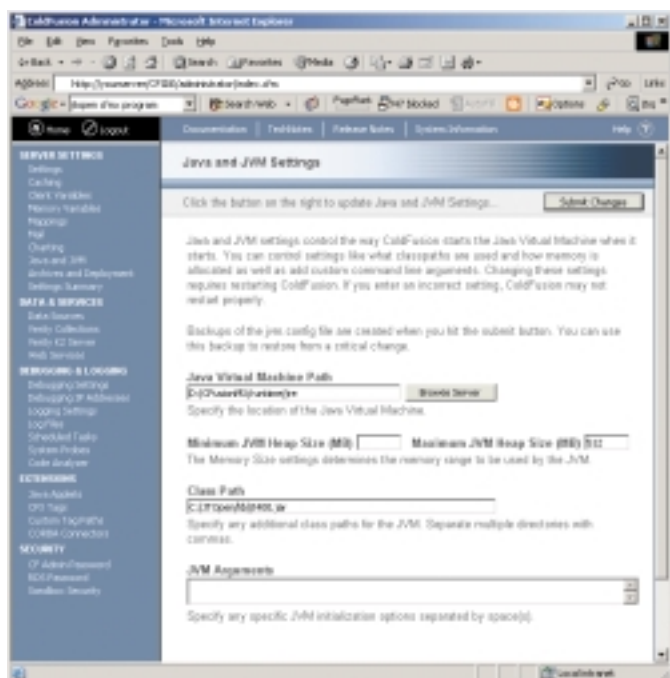 ColdFusion Administrator - Microsoft Internet Explorer
File Edit View Favorites Tools Help
Back Search Favorites Media
Address Go Links
Google Search Web PageRank blocked Options
Home Logout
Documentation | TechNotes | Release Notes | System Information
Help
SERVER SETTINGS
Settings
Caching
Client Variables
Memory Variables
Mappings
Mail
Charting
Java and JVM
Archives and Deployment
Settings Summary
DATA & SERVICES
Data Sources
Verity Collections
Verity K2 Server
Web Services
DEBUGGING & LOGGING
Debugging Settings
Debugging IP Addresses
Logging Settings
Log Files
Scheduled Tasks
System Probes
Code Analyzer
EXTENSIONS
Java Applets
CFX Tags
Custom Tag Paths
CORBA Connectors
SECURITY
CF Admin Password
RDS Password
Sandbox Security
Java and JVM Settings
Click the button on the right to update Java and JVM Settings...
Submit Changes
Java and JVM settings control the way ColdFusion starts the Java Virtual Machine when it
starts. You can control settings like what classpaths are used and how memory is
allocated as well as add custom command line arguments. Changing these settings
requires restarting ColdFusion. If you enter an incorrect setting, ColdFusion may not
restart properly.
Backups of the jvm.config file are created when you hit the submit button. You can use
this backup to restore from a critical change.
Java Virtual Machine Path
Browse Server
Specify the location of the Java Virtual Machine.
Minimum JVM Heap Size (MB) Maximum JVM Heap Size (MB) 512
The Memory Size settings determines the memory range to be used by the JVM.
Class Path
Specify any additional class paths for the JVM. Separate multiple directories with
commas.
JVM Arguments
Specify any specific JVM initialization options separated by space(s).
Local intranet